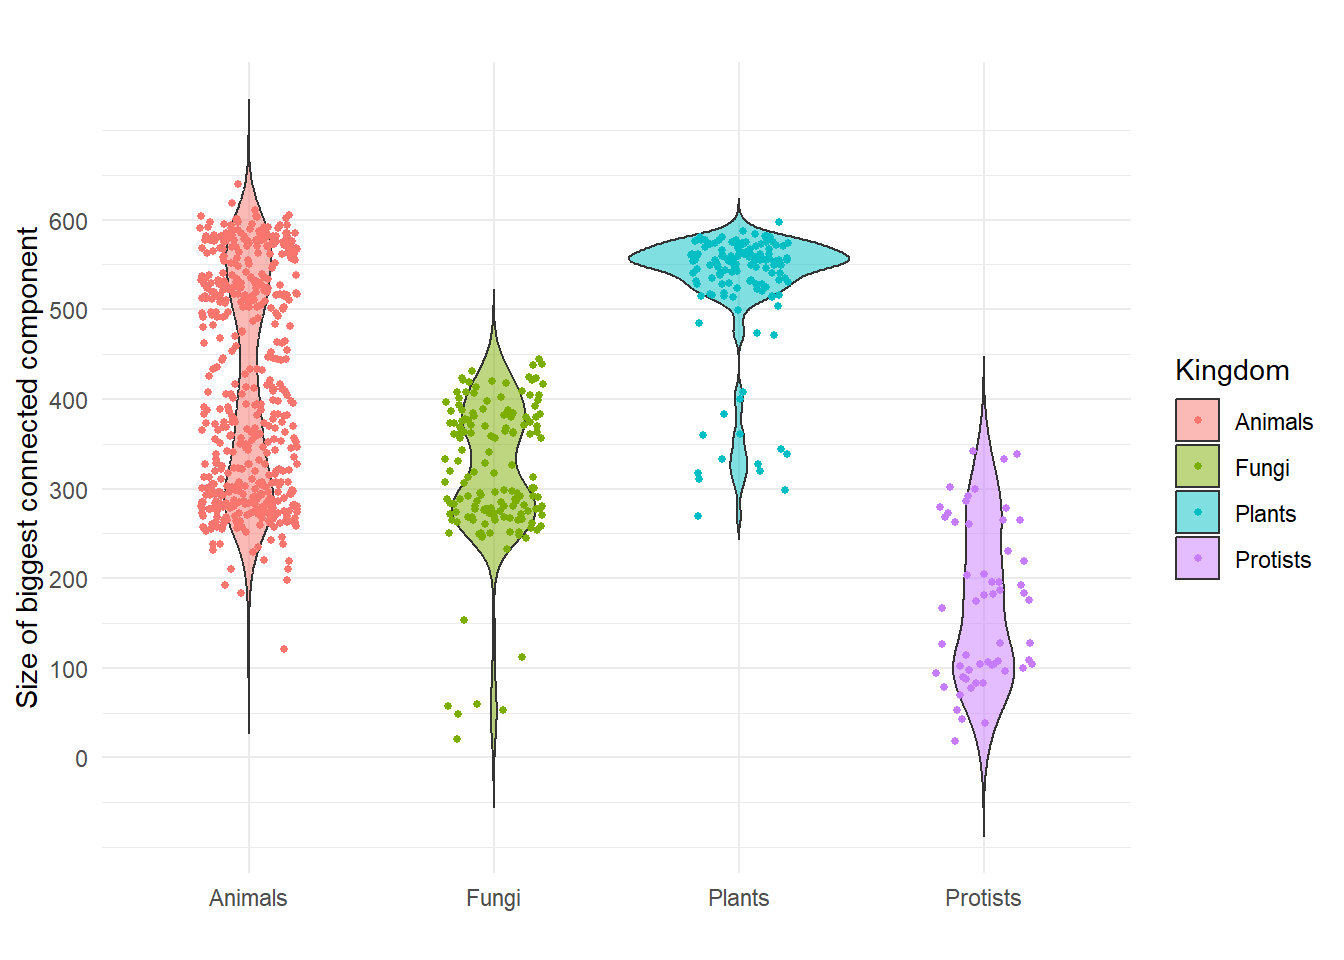 Size of biggest connected component
600
500
400
300
200
100
0
Animals
Fungi
Plants
Protists
Kingdom
Animals
Fungi
Plants
Protists